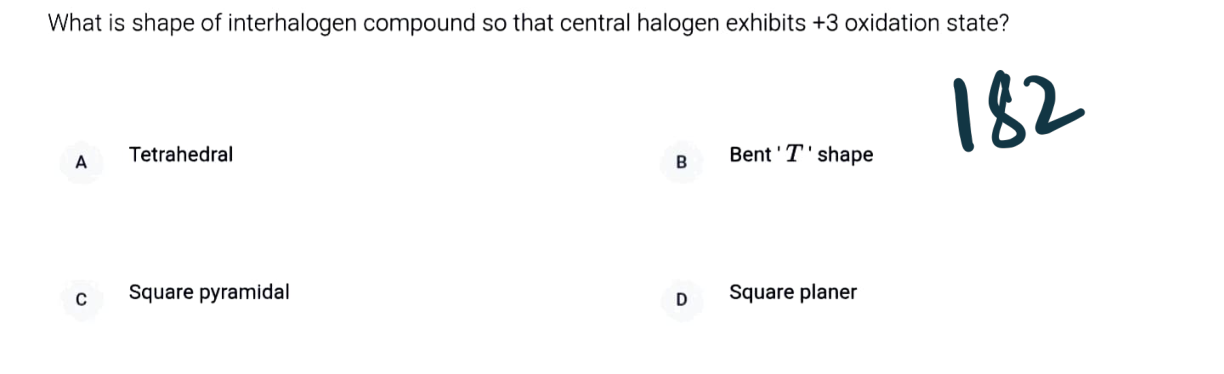 What is shape of interhalogen compound so that central halogen exhibits +3 oxidation state?
182
A Tetrahedral
B Bent 'T' shape
C Square pyramidal
D Square planer